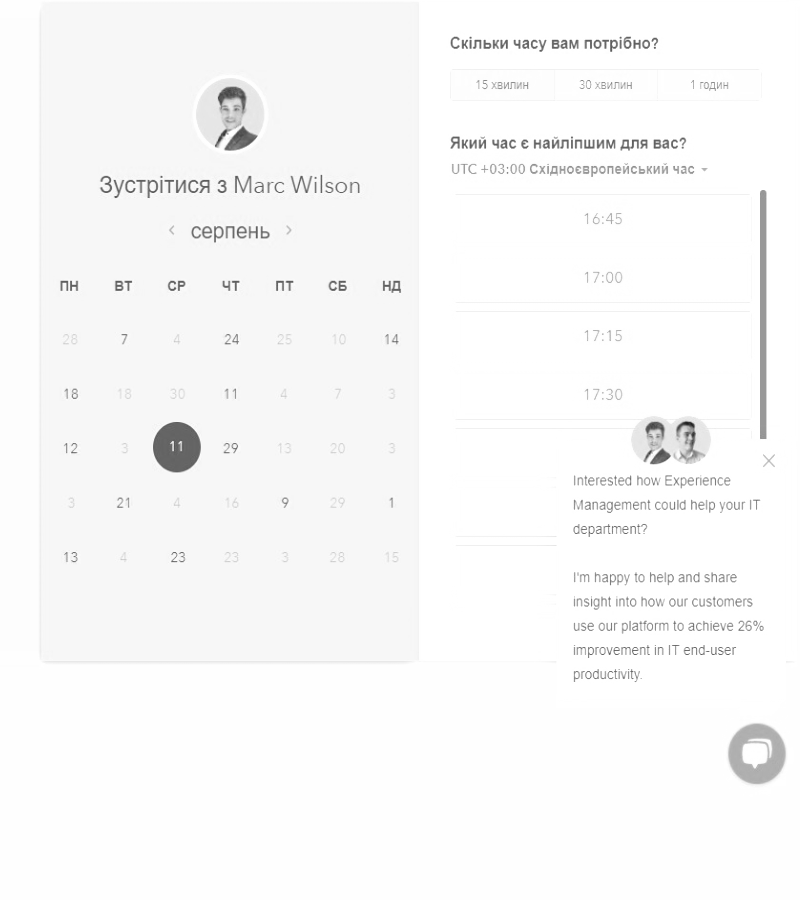 Зустрітися з Marc Wilson
серпень
ПН ВТ СР ЧТ ПТ СБ НД
28 7 4 24 25 10 14
18 18 30 11 4 7 3
12 3 11 29 13 20 3
3 21 4 16 9 29 1
13 4 23 23 3 28 15
Скільки часу вам потрібно?
15 хвилин 30 хвилин 1 годин
Який час є найліпшим для вас?
UTC +03:00 Східноєвропейський час
16:45
17:00
17:15
17:30
Interested how Experience
Management could help your IT
department?
I'm happy to help and share
insight into how our customers
use our platform to achieve 26%
improvement in IT end-user
productivity.